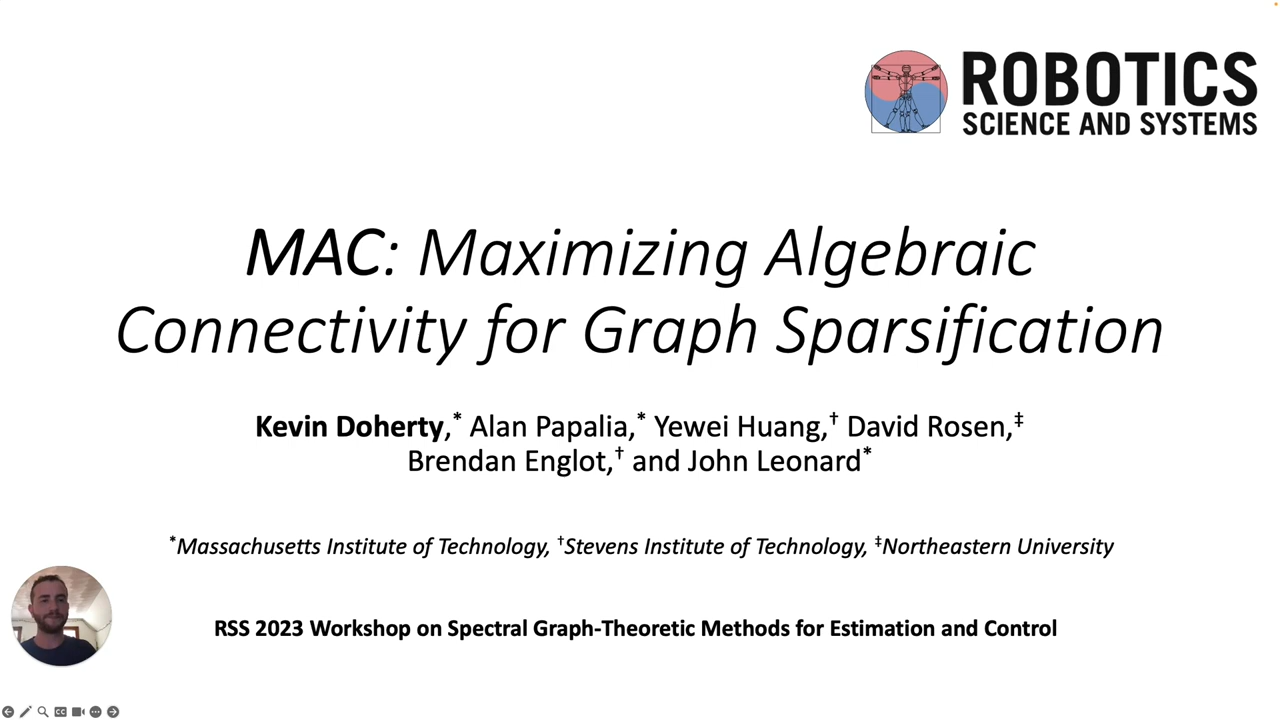 ROBOTICS
SCIENCE AND SYSTEMS
MAC: Maximizing Algebraic
Connectivity for Graph Sparsification
Kevin Doherty,* Alan Papalia,* Yewei Huang,† David Rosen,‡
Brendan Englot,† and John Leonard*
*Massachusetts Institute of Technology, †Stevens Institute of Technology, ‡Northeastern University
RSS 2023 Workshop on Spectral Graph-Theoretic Methods for Estimation and Control